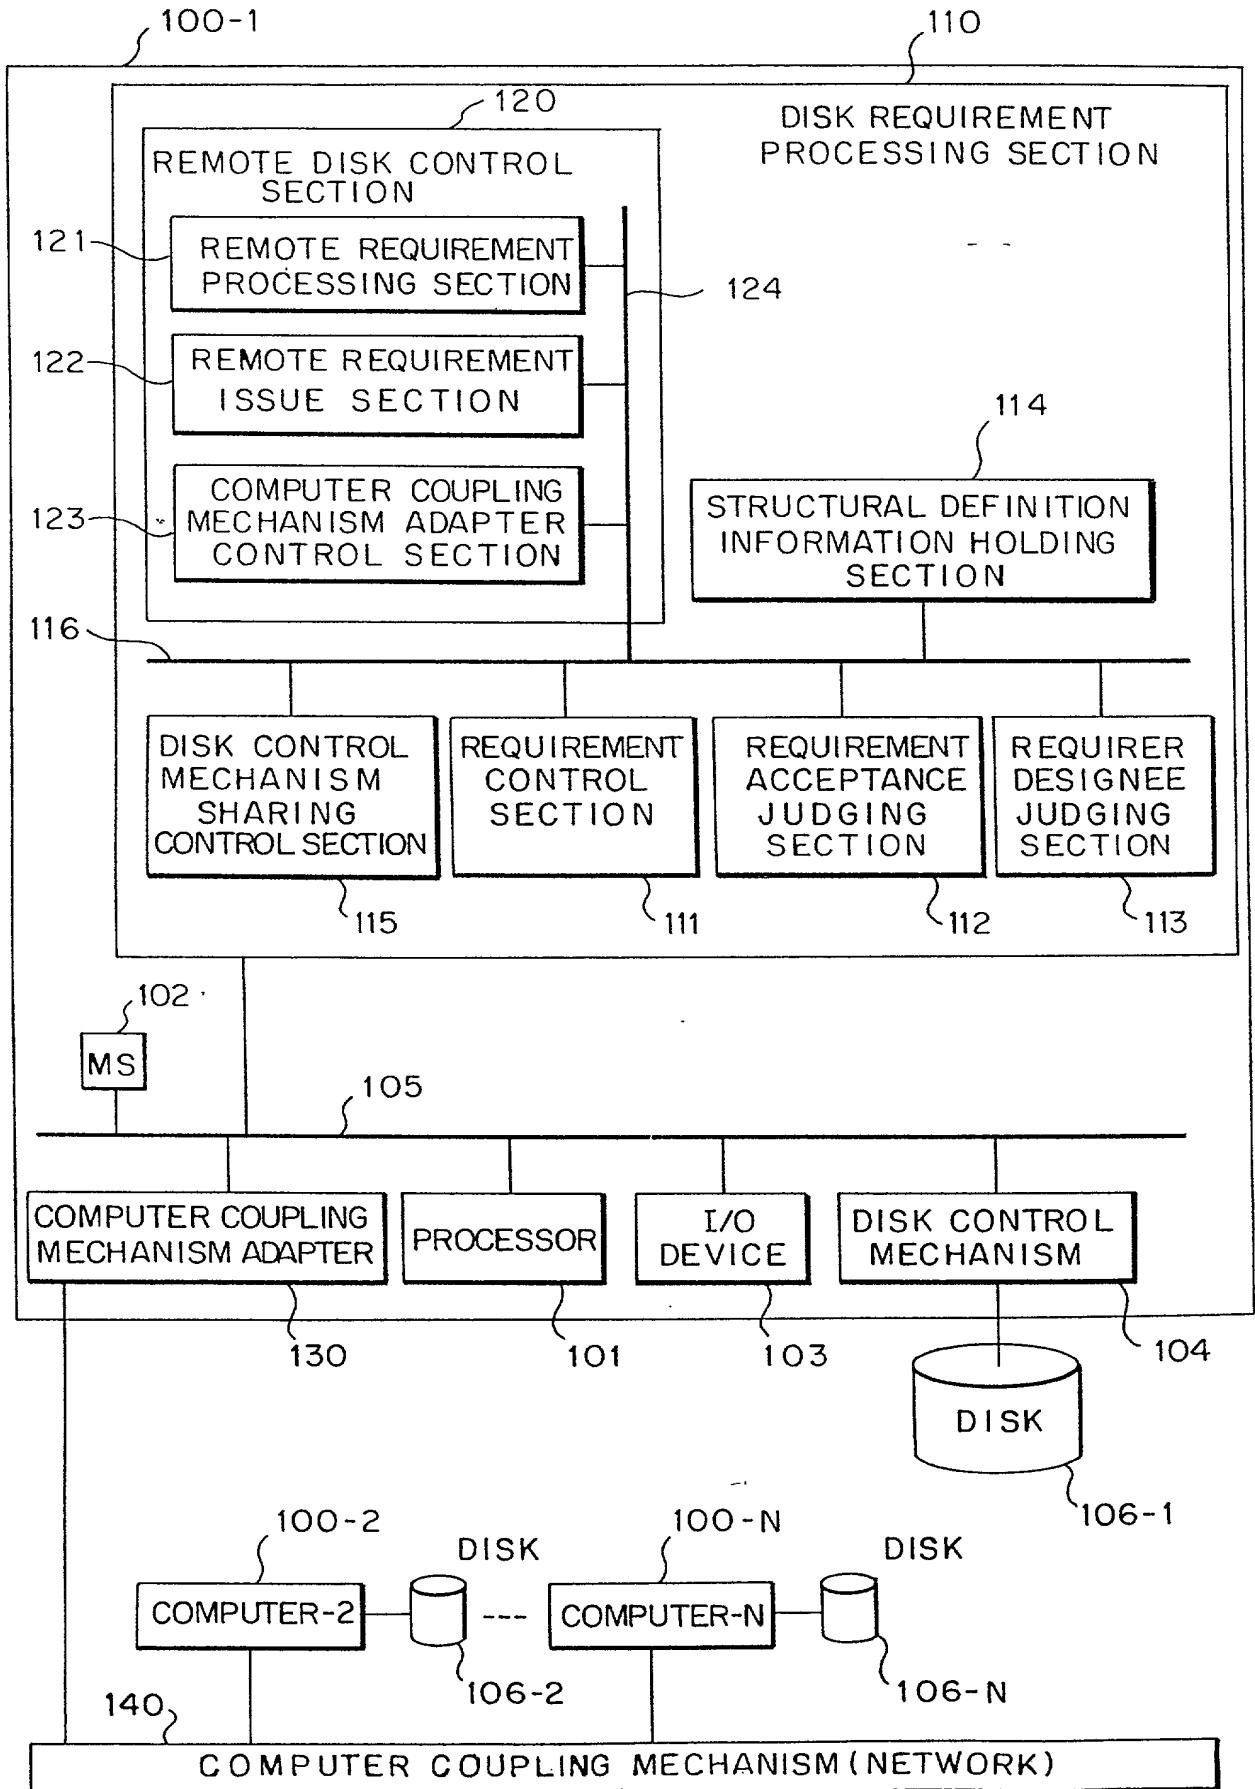 100-1
110
120
DISK REQUIREMENT
PROCESSING SECTION
REMOTE DISK CONTROL
SECTION
121
REMOTE REQUIREMENT
PROCESSING SECTION
124
122
REMOTE REQUIREMENT
ISSUE SECTION
114
123
COMPUTER COUPLING
MECHANISM ADAPTER
CONTROL SECTION
STRUCTURAL DEFINITION
INFORMATION HOLDING
SECTION
116
DISK CONTROL
MECHANISM
SHARING
CONTROL SECTION
REQUIREMENT
CONTROL
SECTION
REQUIREMENT
ACCEPTANCE
JUDGING
SECTION
REQUIRER
DESIGNEE
JUDGING
SECTION
115
111
112
113
102
MS
105
COMPUTER COUPLING
MECHANISM ADAPTER
PROCESSOR
I/O
DEVICE
DISK CONTROL
MECHANISM
130
101
103
104
DISK
106-1
100-2
DISK
100-N
DISK
COMPUTER-2
---
COMPUTER-N
106-2
106-N
140
COMPUTER COUPLING MECHANISM (NETWORK)